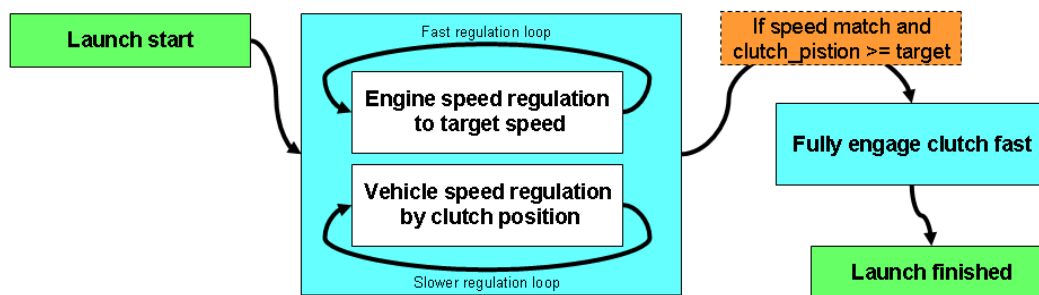 Launch start
Fast regulation loop
Engine speed regulation
to target speed
Vehicle speed regulation
by clutch position
Slower regulation loop
If speed match and
clutch_pistion >= target
Fully engage clutch fast
Launch finished